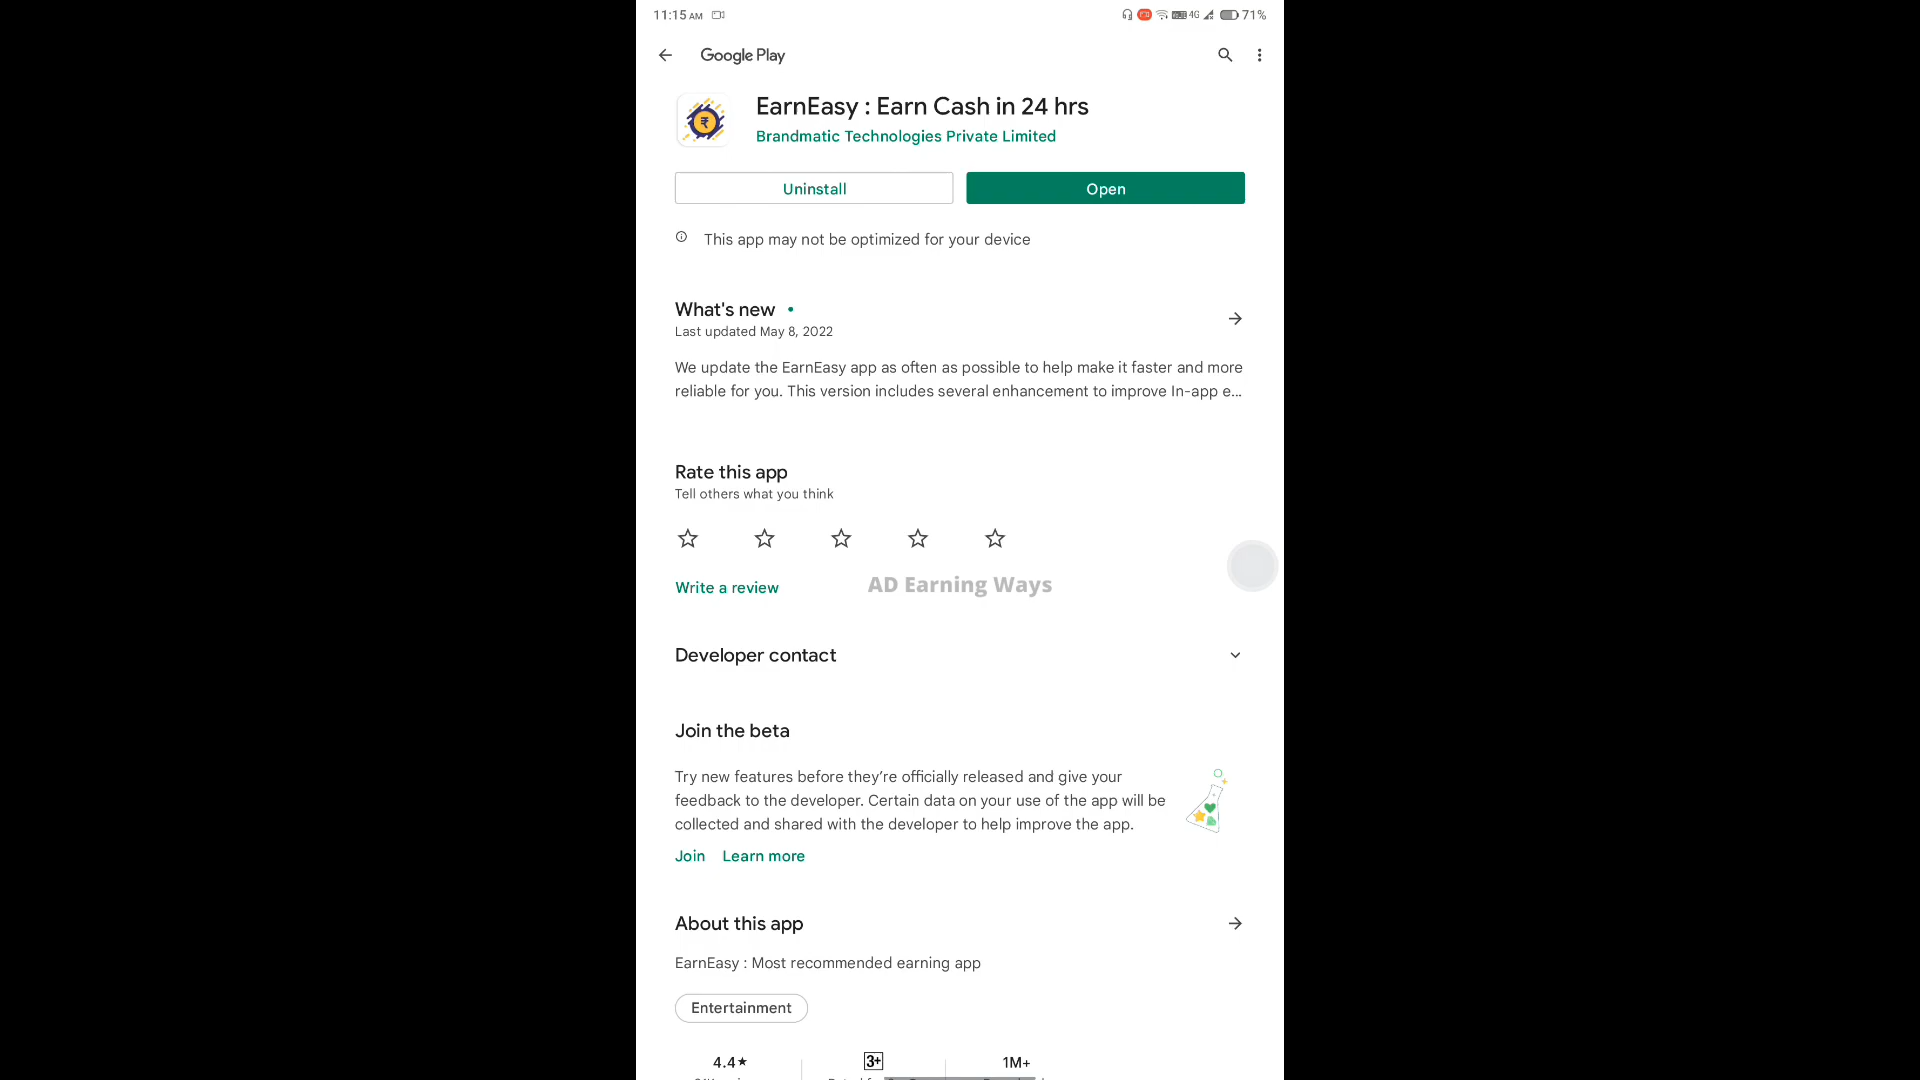 11:15 AM 4G 71%
Google Play
EarnEasy : Earn Cash in 24 hrs
Brandmatic Technologies Private Limited
Uninstall Open
This app may not be optimized for your device
What's new •
Last updated May 8, 2022
We update the EarnEasy app as often as possible to help make it faster and more
reliable for you. This version includes several enhancement to improve In-app e...
Rate this app
Tell others what you think
Write a review
AD Earning Ways
Developer contact
Join the beta
Try new features before they’re officially released and give your
feedback to the developer. Certain data on your use of the app will be
collected and shared with the developer to help improve the app.
Join Learn more
About this app
EarnEasy : Most recommended earning app
Entertainment
4.4★ 3+ 1M+